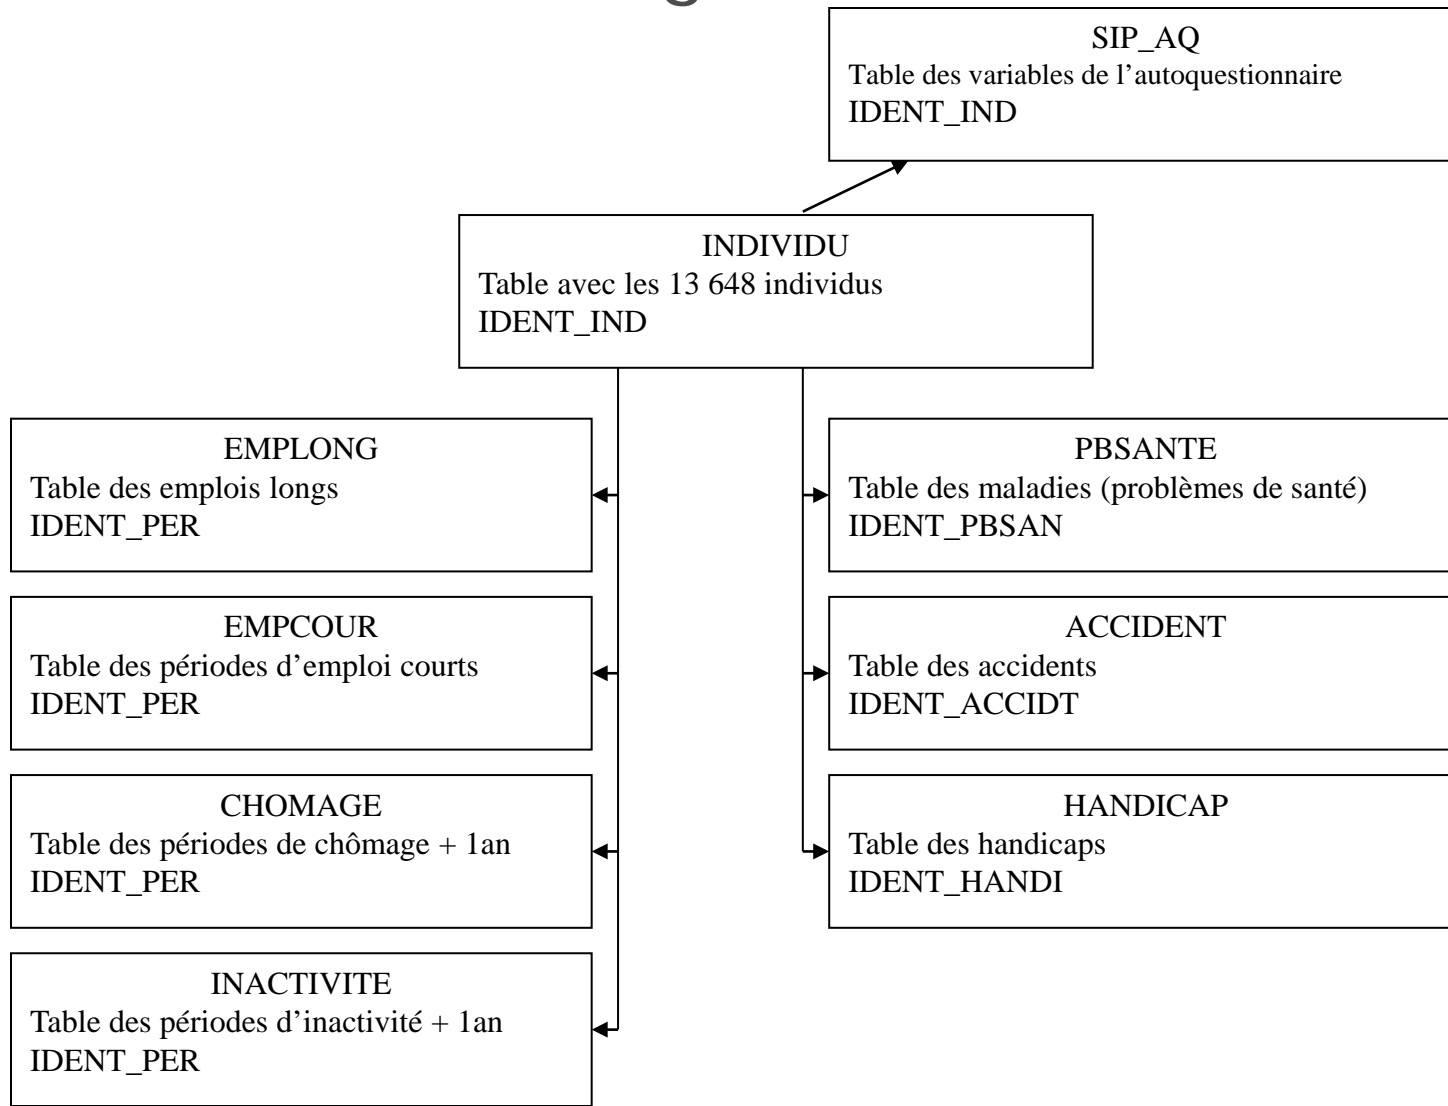 SIP_AQ
Table des variables de l’autoquestionnaire
IDENT_IND
INDIVIDU
Table avec les 13 648 individus
IDENT_IND
EMPLONG
Table des emplois longs
IDENT_PER
PBSANTE
Table des maladies (problèmes de santé)
IDENT_PBSAN
EMPCOUR
Table des périodes d’emploi courts
IDENT_PER
ACCIDENT
Table des accidents
IDENT_ACCIDT
CHOMAGE
Table des périodes de chômage + 1an
IDENT_PER
HANDICAP
Table des handicaps
IDENT_HANDI
INACTIVITE
Table des périodes d’inactivité + 1an
IDENT_PER